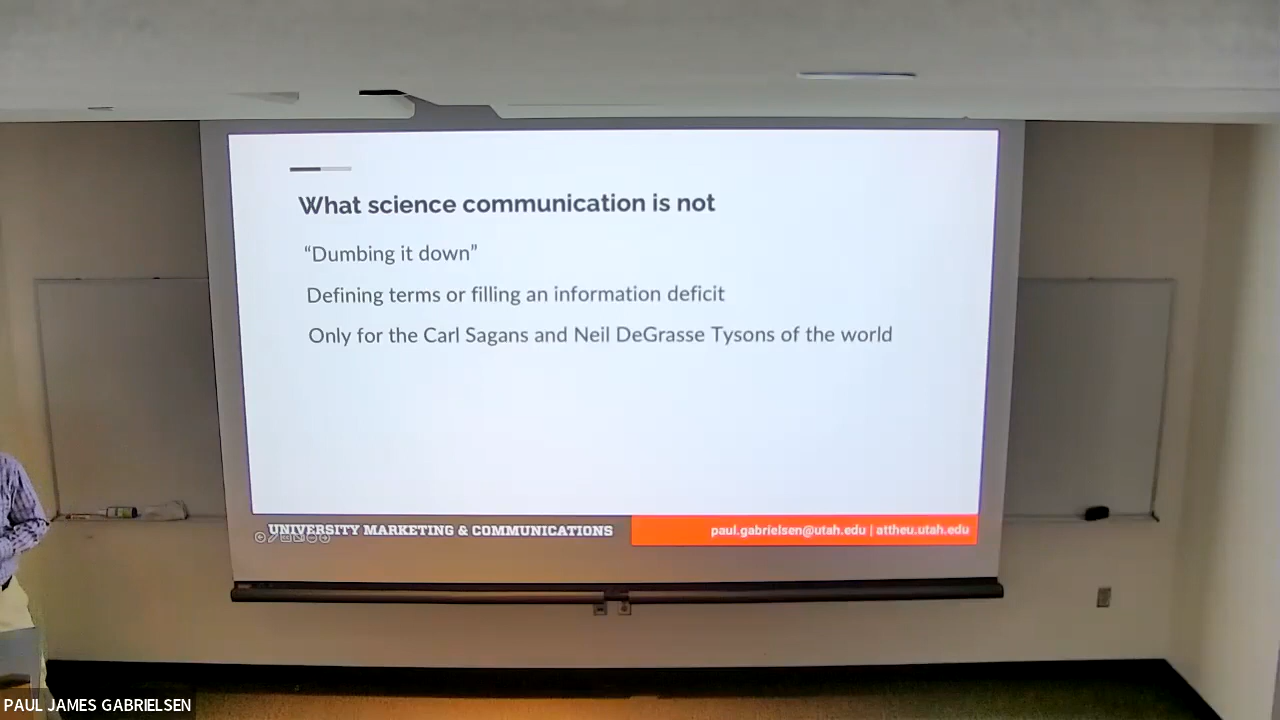 What science communication is not
“Dumbing it down”
Defining terms or filling an information deficit
Only for the Carl Sagans and Neil DeGrasse Tysons of the world
UNIVERSITY MARKETING & COMMUNICATIONS
paul.gabrielsen@utah.edu | attheu.utah.edu
PAUL JAMES GABRIELSEN